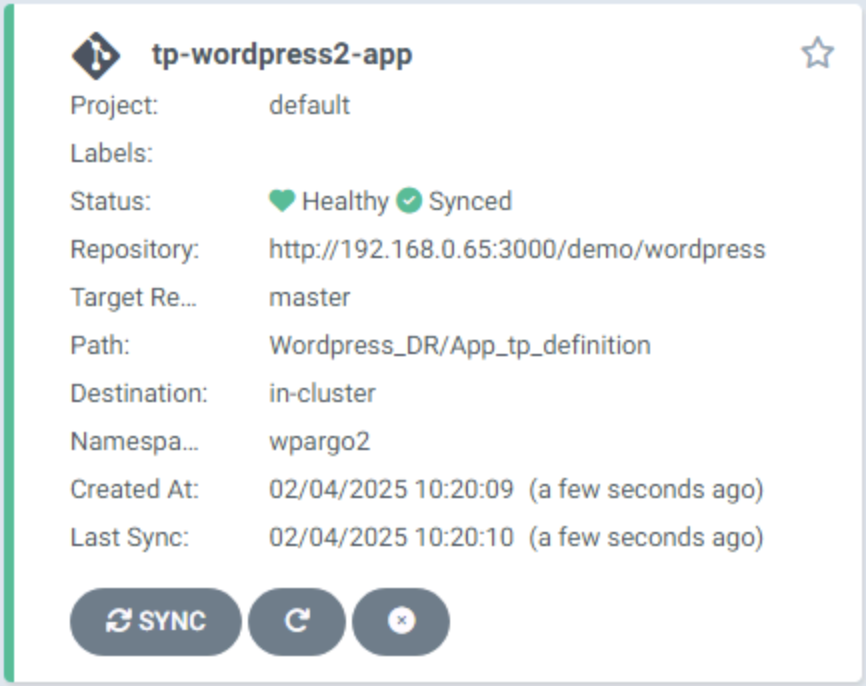 tp-wordpress2-app
Project: default
Labels:
Status: Healthy Synced
Repository: http://192.168.0.65:3000/demo/wordpress
Target Re... master
Path: Wordpress_DR/App_tp_definition
Destination: in-cluster
Namespa... wpargo2
Created At: 02/04/2025 10:20:09 (a few seconds ago)
Last Sync: 02/04/2025 10:20:10 (a few seconds ago)
SYNC